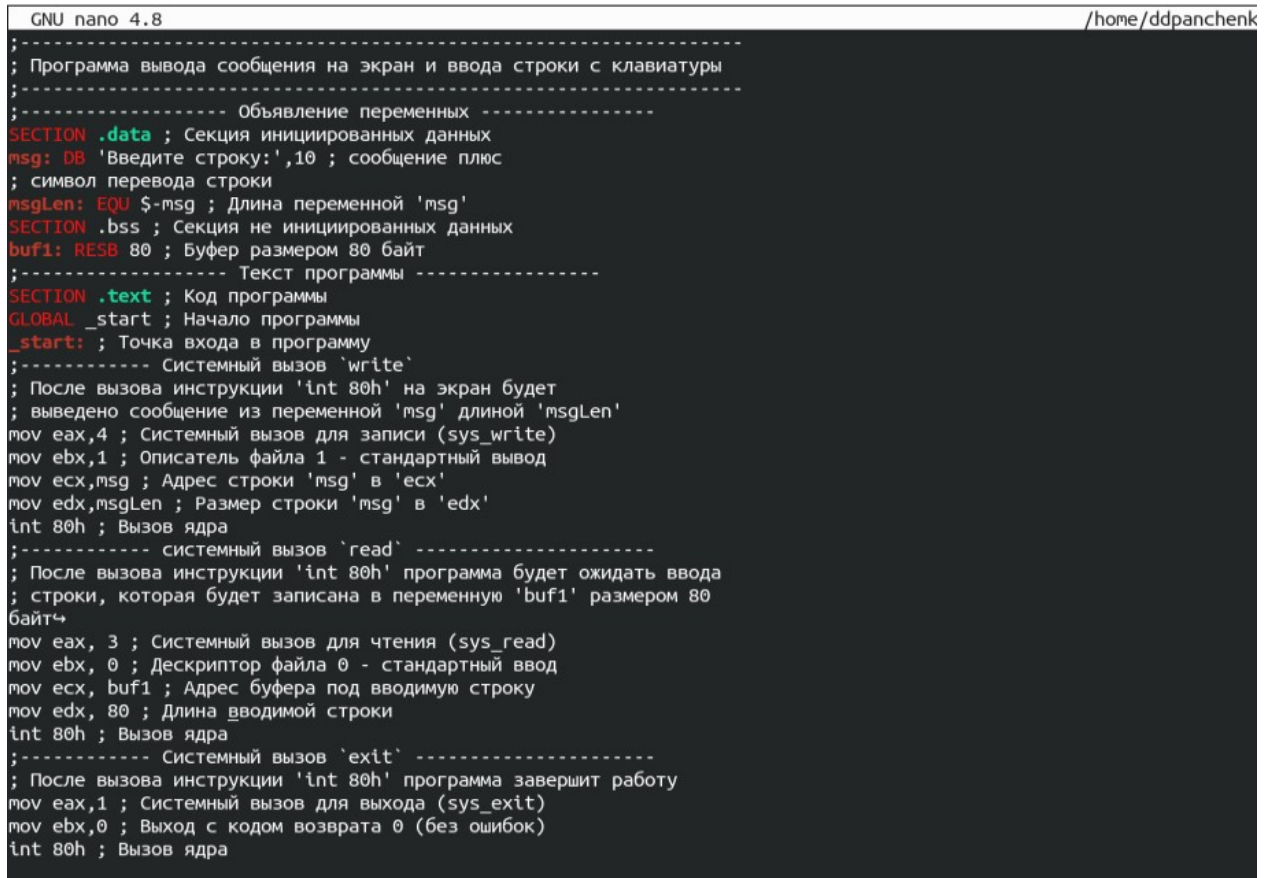 GNU nano 4.8 /home/ddpanchenk
;------------------------------------------------------------------
; Программа вывода сообщения на экран и ввода строки с клавиатуры
;------------------------------------------------------------------
;------------------- Объявление переменных ----------------
SECTION .data ; Секция инициированных данных
msg: DB 'Введите строку:',10 ; сообщение плюс
; символ перевода строки
msgLen: EQU $-msg ; Длина переменной 'msg'
SECTION .bss ; Секция не инициированных данных
buf1: RESB 80 ; Буфер размером 80 байт
;------------------- Текст программы -----------------
SECTION .text ; Код программы
GLOBAL _start ; Начало программы
_start: ; Точка входа в программу
;------------ Системный вызов `write`
; После вызова инструкции 'int 80h' на экран будет
; выведено сообщение из переменной 'msg' длиной 'msgLen'
mov eax,4 ; Системный вызов для записи (sys_write)
mov ebx,1 ; Описатель файла 1 - стандартный вывод
mov ecx,msg ; Адрес строки 'msg' в 'ecx'
mov edx,msgLen ; Размер строки 'msg' в 'edx'
int 80h ; Вызов ядра
;------------ системный вызов `read` ----------------------
; После вызова инструкции 'int 80h' программа будет ожидать ввода
; строки, которая будет записана в переменную 'buf1' размером 80
байт↪
mov eax, 3 ; Системный вызов для чтения (sys_read)
mov ebx, 0 ; Дескриптор файла 0 - стандартный ввод
mov ecx, buf1 ; Адрес буфера под вводимую строку
mov edx, 80 ; Длина вводимой строки
int 80h ; Вызов ядра
;------------ Системный вызов `exit` ----------------------
; После вызова инструкции 'int 80h' программа завершит работу
mov eax,1 ; Системный вызов для выхода (sys_exit)
mov ebx,0 ; Выход с кодом возврата 0 (без ошибок)
int 80h ; Вызов ядра